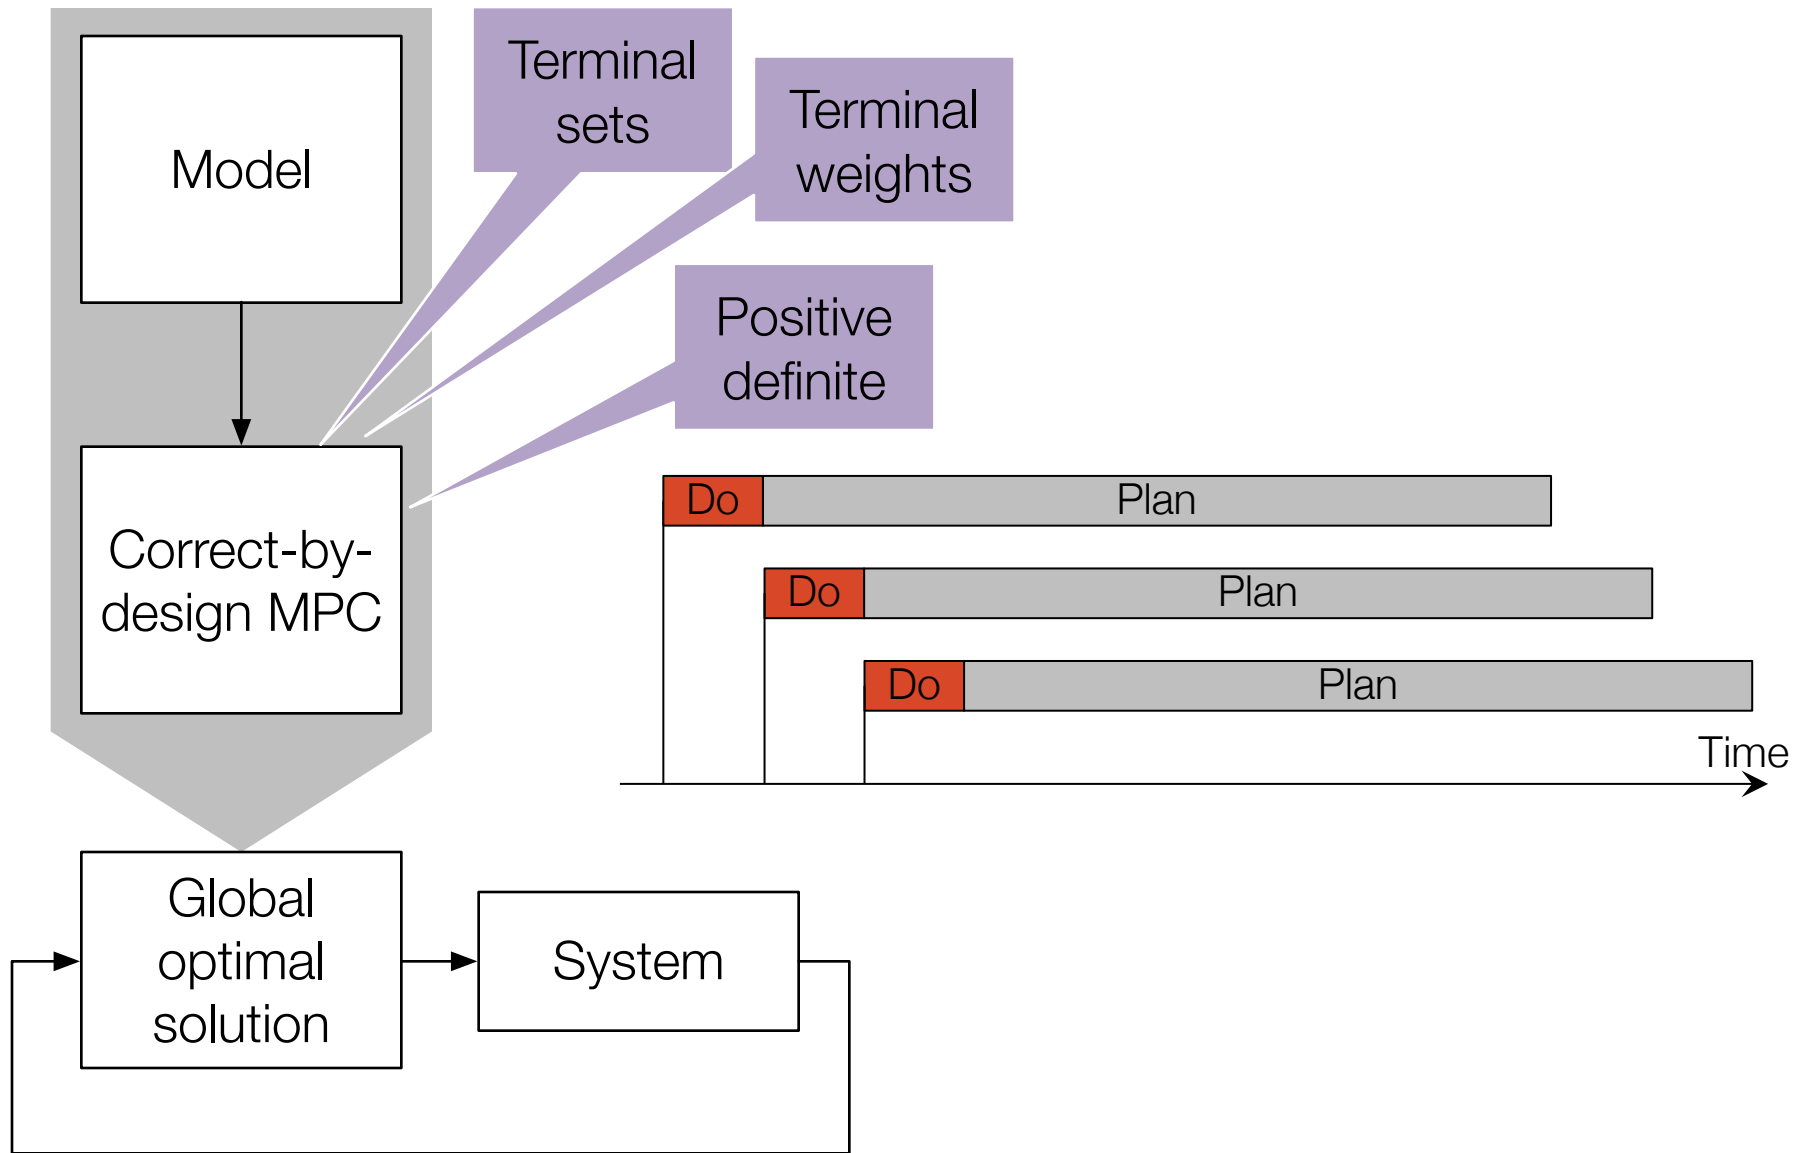 Model
Terminal
sets
Terminal
weights
Positive
definite
Correct-by-
design MPC
Do
Plan
Do
Plan
Do
Plan
Time
Global
optimal
solution
System